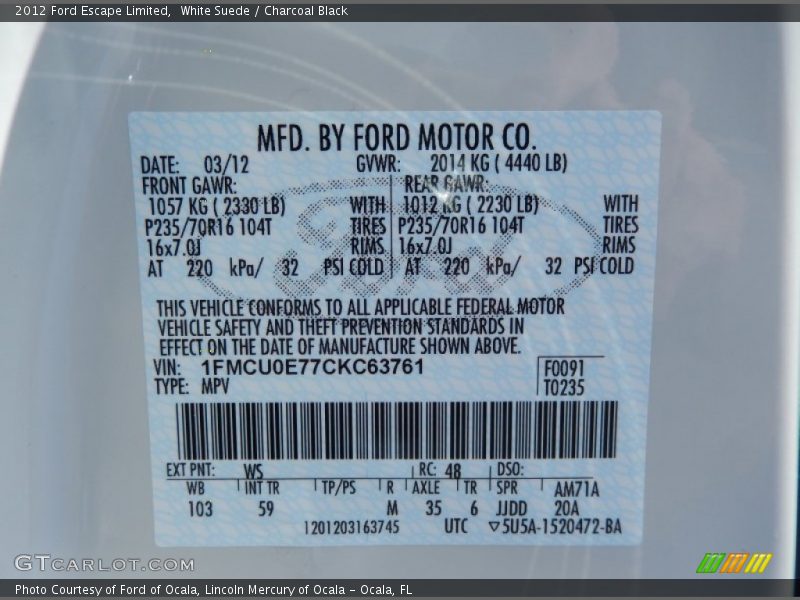 2012 Ford Escape Limited,  White Suede / Charcoal Black
MFD. BY FORD MOTOR CO.
DATE: 03/12 GVWR: 2014 KG ( 4440 LB)
FRONT GAWR: REAR GAWR:
1057 KG ( 2330 LB) WITH 1012 KG ( 2230 LB) WITH
P235/70R16 104T TIRES P235/70R16 104T TIRES
16x7.0J RIMS 16x7.0J RIMS
AT 220 kPa/ 32 PSI COLD AT 220 kPa/ 32 PSI COLD
THIS VEHICLE CONFORMS TO ALL APPLICABLE FEDERAL MOTOR
VEHICLE SAFETY AND THEFT PREVENTION STANDARDS IN
EFFECT ON THE DATE OF MANUFACTURE SHOWN ABOVE.
VIN: 1FMCU0E77CKC63761 F0091
TYPE: MPV T0235
EXT PNT: WS RC: 48 DSO:
WB INT TR TP/PS R AXLE TR SPR AM71A
103 59 M 35 6 JJDD 20A
1201203163745 UTC ▽5U5A-1520472-BA
GTcarlot.com
Photo Courtesy of Ford of Ocala, Lincoln Mercury of Ocala – Ocala, FL